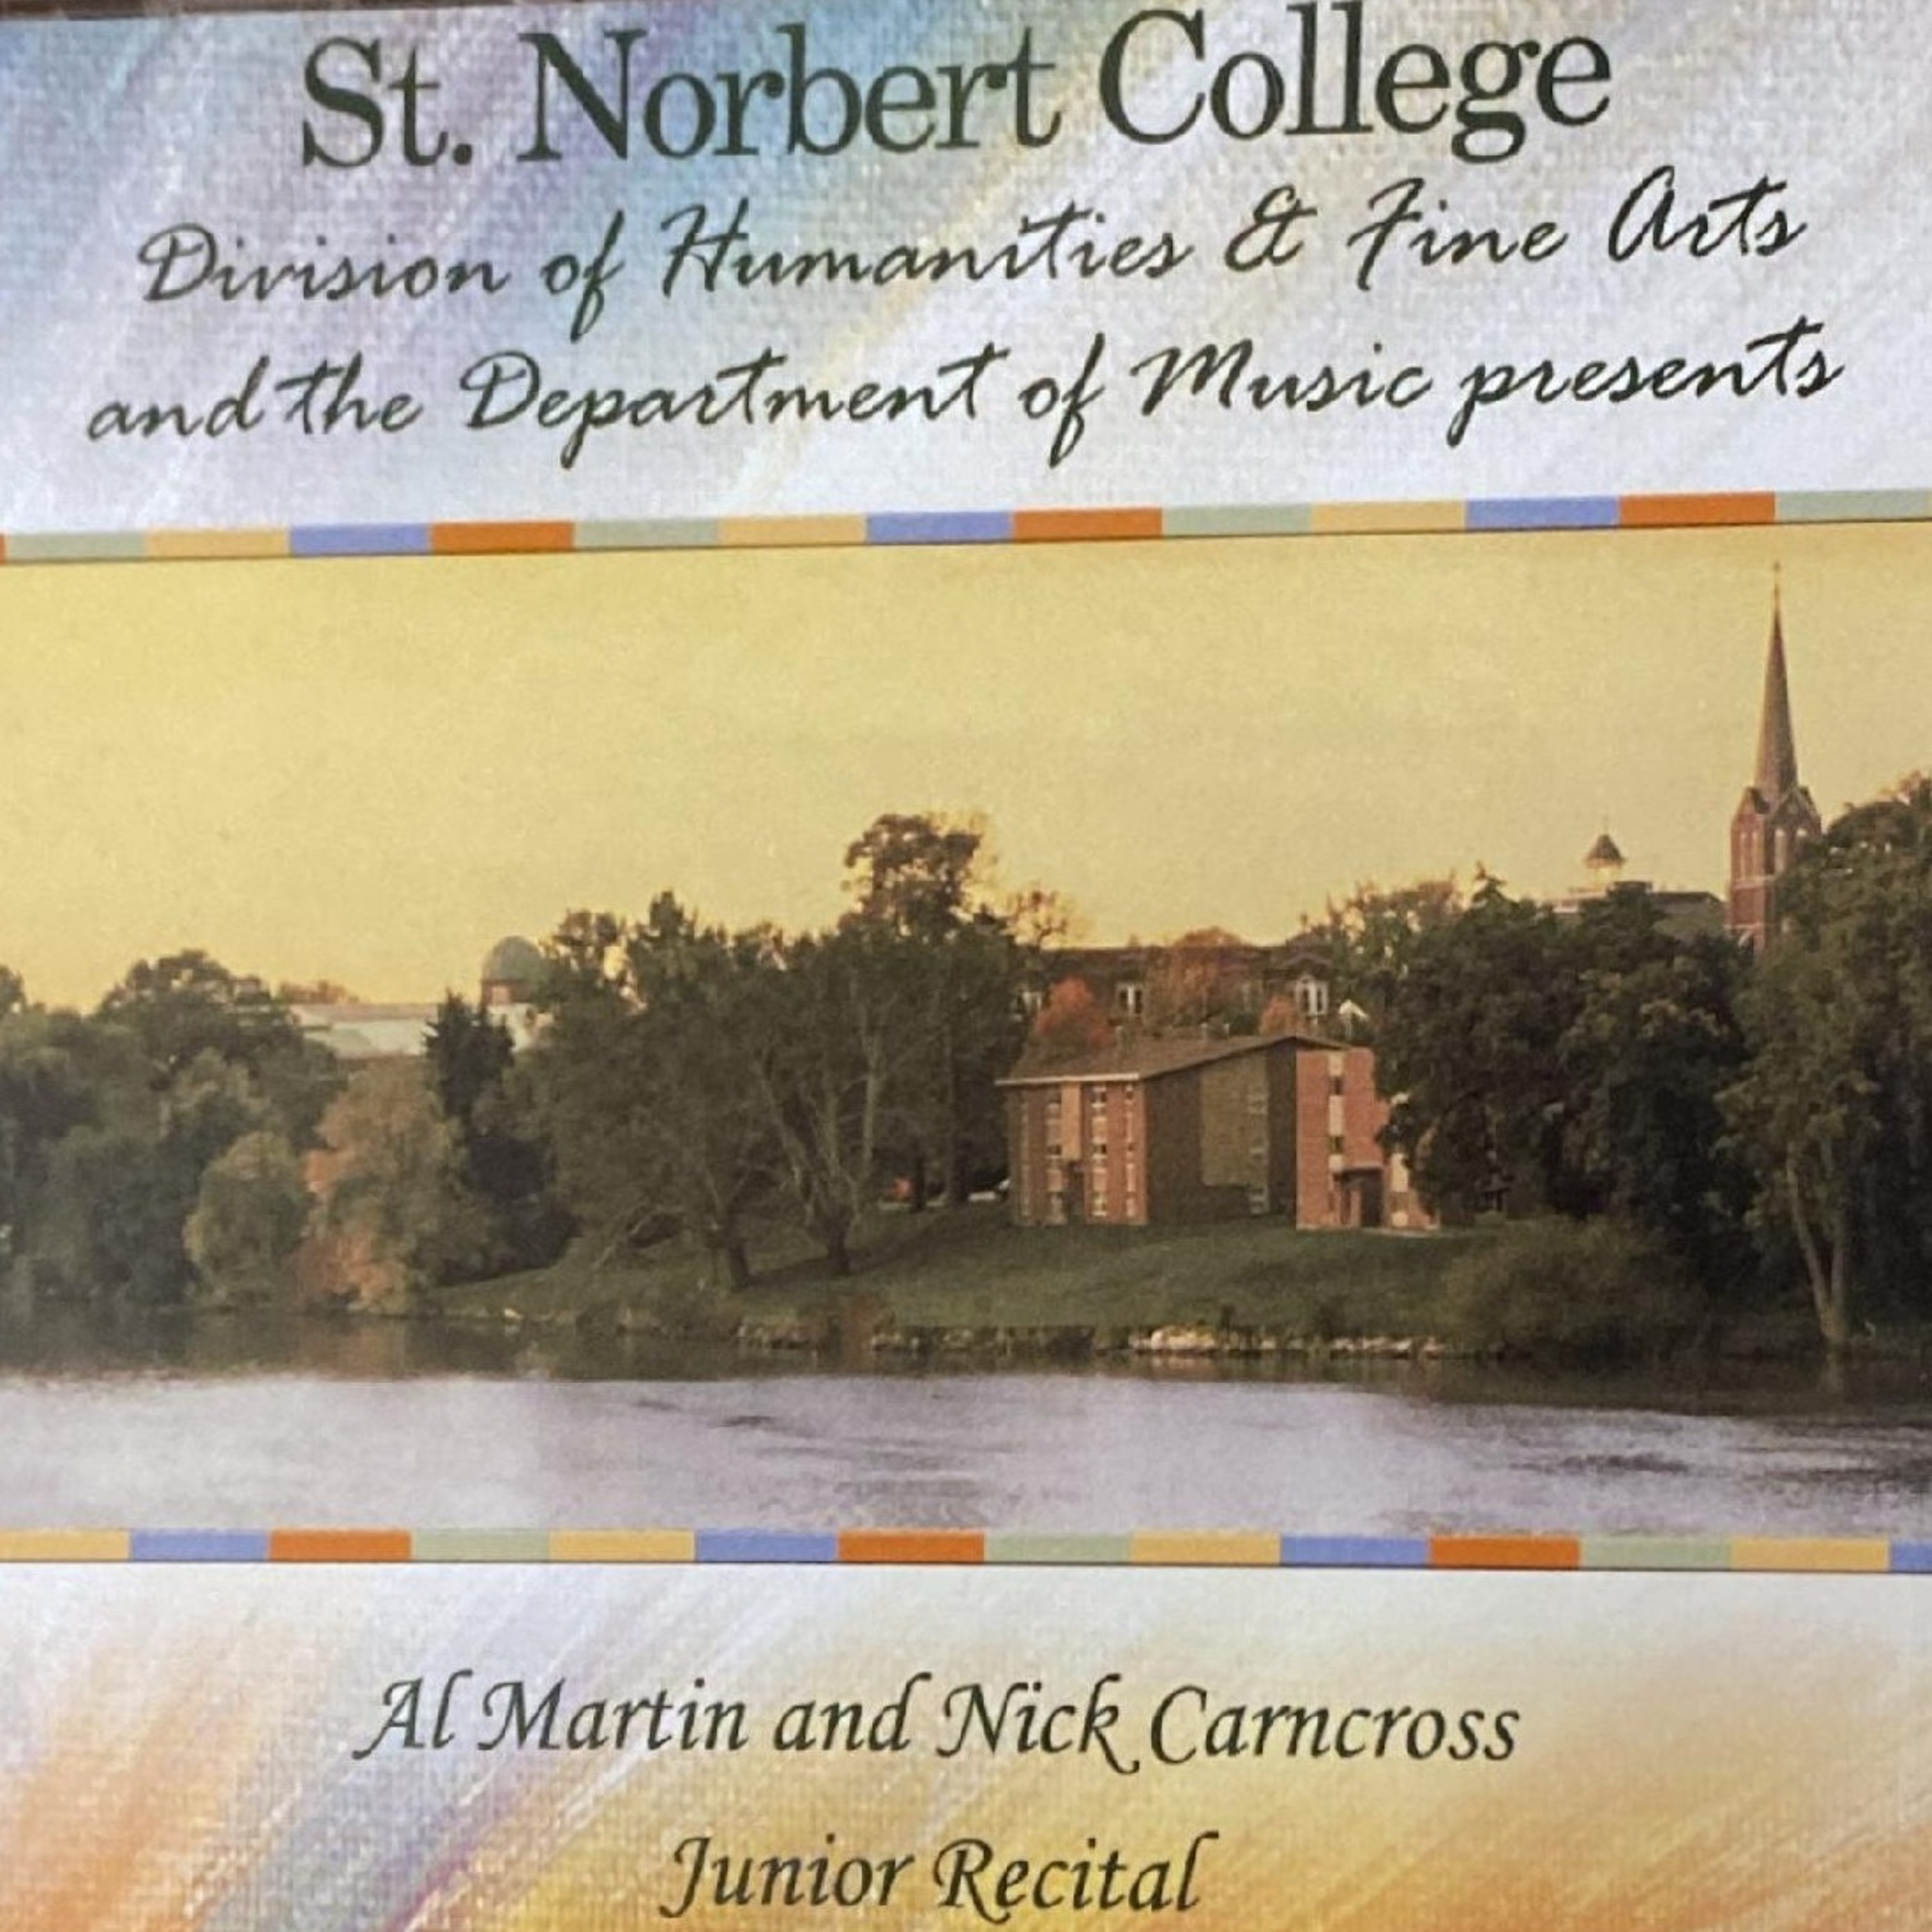 St. Norbert College
Division of Humanities & Fine Arts
and the Department of Music presents
Al Martin and Nick Carncross
Junior Recital